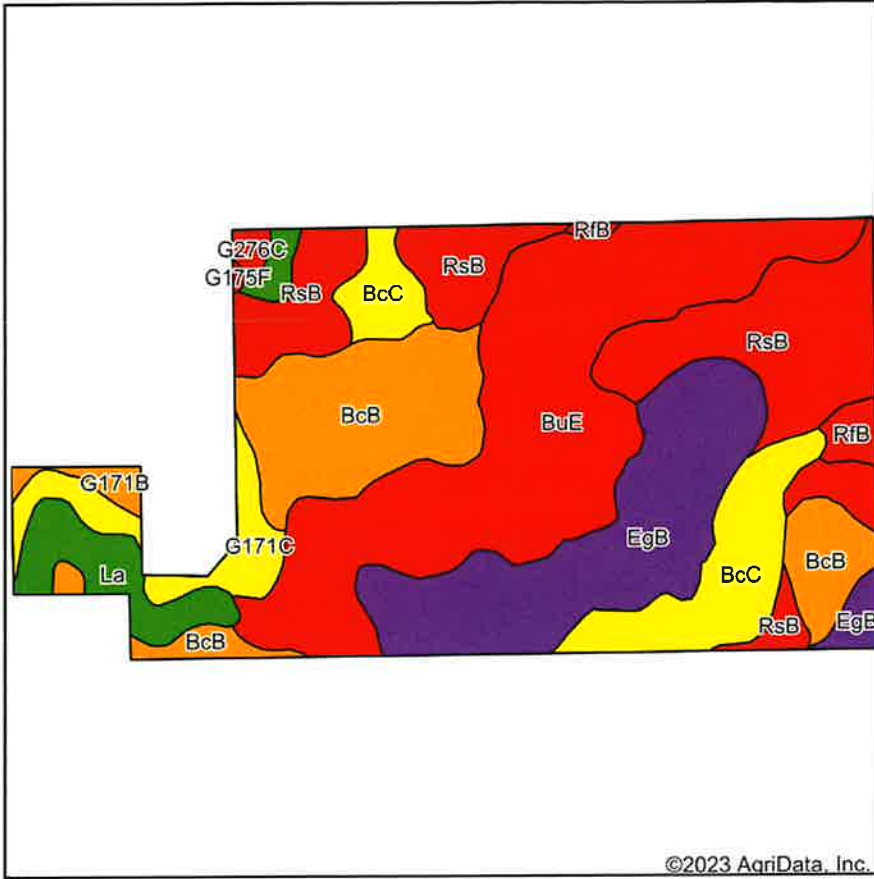 RfB
G276C
RsB
G175F
RsB
BcC
RsB
BcB
BuE
RfB
G171B
EgB
G171C
BcB
La
BcC
RsB
EgB
BcB
©2023 AgriData, Inc.